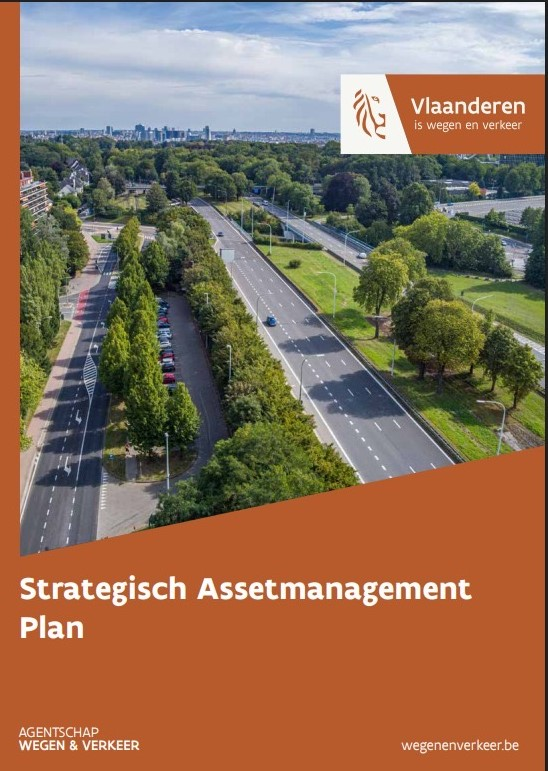 Vlaanderen
is wegen en verkeer
Strategisch Assetmanagement
Plan
AGENTSCHAP
WEGEN & VERKEER
wegenenverkeer.be